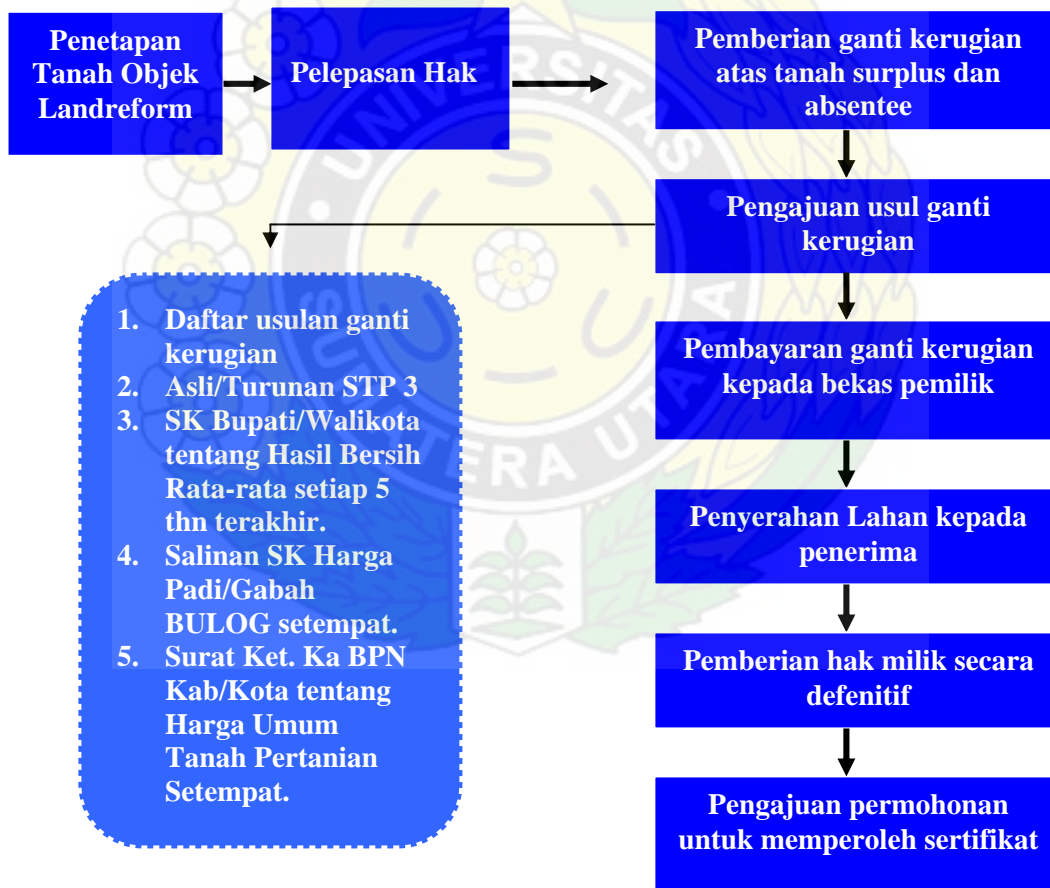 Penetapan
Tanah Objek
Landreform
Pelepasan Hak
Pemberian ganti kerugian
atas tanah surplus dan
absentee
Pengajuan usul ganti
kerugian
1. Daftar usulan ganti
kerugian
2. Asli/Turunan STP 3
3. SK Bupati/Walikota
tentang Hasil Bersih
Rata-rata setiap 5
thn terakhir.
4. Salinan SK Harga
Padi/Gabah
BULOG setempat.
5. Surat Ket. Ka BPN
Kab/Kota tentang
Harga Umum
Tanah Pertanian
Setempat.
Pembayaran ganti kerugian
kepada bekas pemilik
Penyerahan Lahan kepada
penerima
Pemberian hak milik secara
defenitif
Pengajuan permohonan
untuk memperoleh sertifikat
UNIVERSITAS
SUMATERA UTARA
U S U